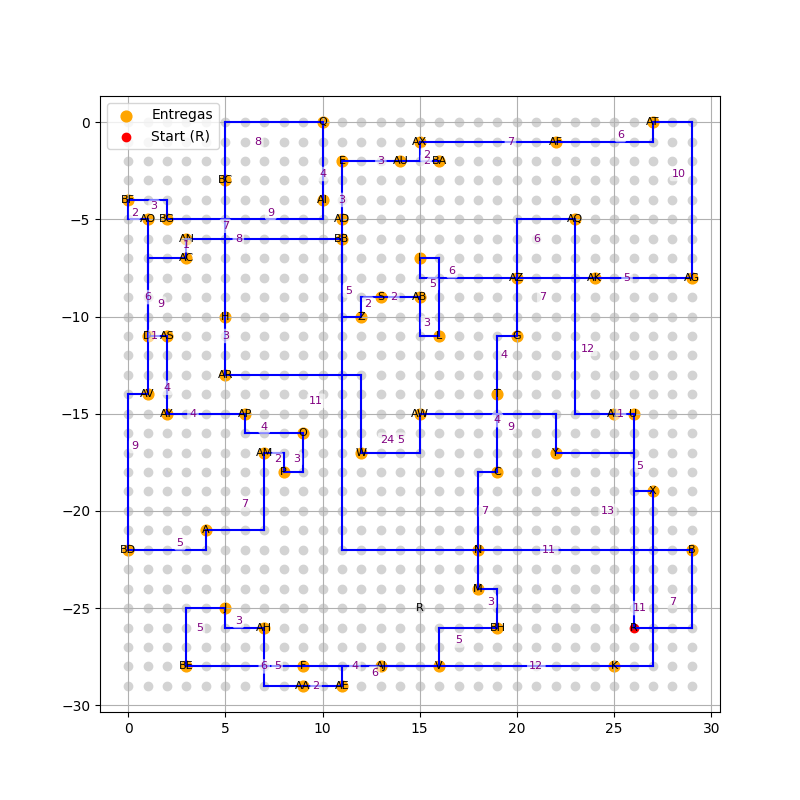 Entregas
Start (R)
0
−5
−10
−15
−20
−25
−30
0
5
10
15
20
25
30
Q
AT
8
6
AX
7
AF
2
E
3
AU
2
BA
BC
4
10
BF
3
AI
3
2
AO
BG
9
AD
AQ
7
AN
8
BB
6
1
AC
6
AZ
AK
5
AG
5
5
6
9
S
2
AB
7
2
H
Z
3
1
AS
3
L
G
4
12
AR
4
AV
11
AY
4
AP
AW
4
9
A
1
U
4
O
24
5
9
W
Y
AM
2
3
P
C
5
X
7
7
13
A
5
BD
N
11
B
M
3
7
R
11
3
5
AH
BH
5
BE
6
5
F
4
AJ
6
V
12
K
AA
2
AE